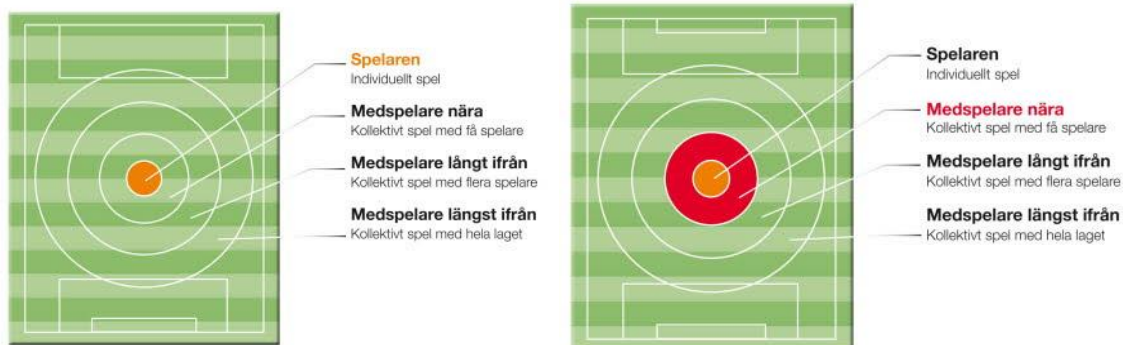 Spelaren
Individuellt spel
Medspelare nära
Kollektivt spel med få spelare
Medspelare långt ifrån
Kollektivt spel med flera spelare
Medspelare längst ifrån
Kollektivt spel med hela laget
Spelaren
Individuellt spel
Medspelare nära
Kollektivt spel med få spelare
Medspelare långt ifrån
Kollektivt spel med flera spelare
Medspelare längst ifrån
Kollektivt spel med hela laget